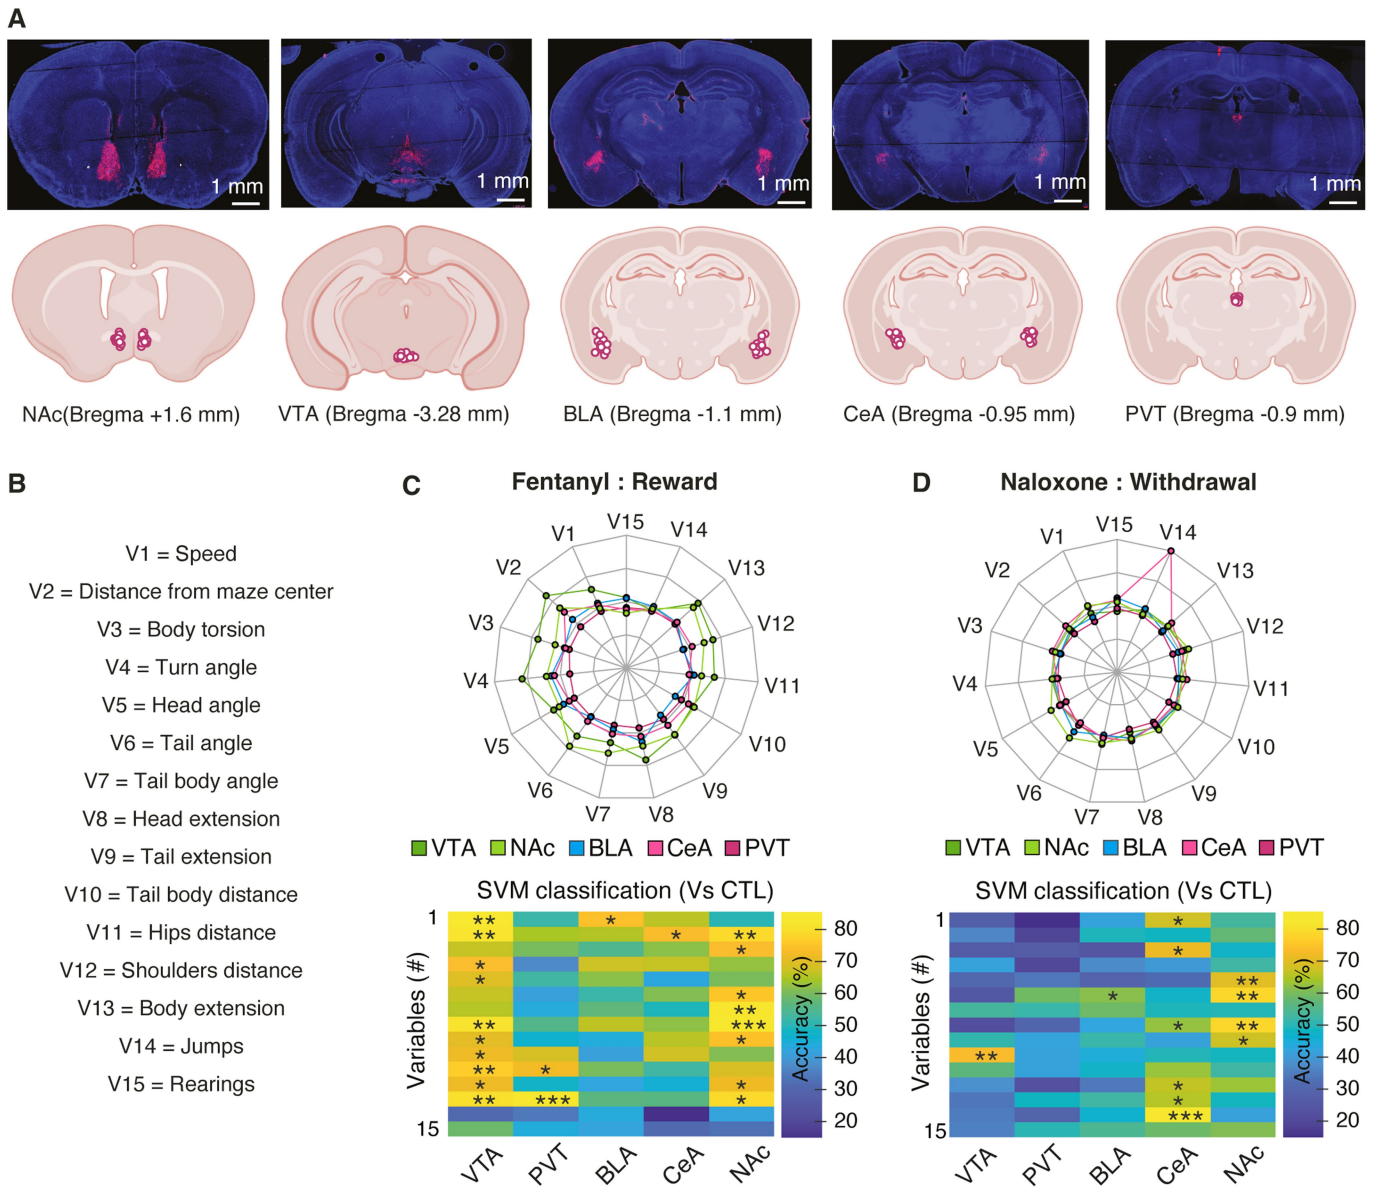 A
1 mm
1 mm
1 mm
1 mm
1 mm
NAc(Bregma +1.6 mm)
VTA (Bregma -3.28 mm)
BLA (Bregma -1.1 mm)
CeA (Bregma -0.95 mm)
PVT (Bregma -0.9 mm)
B
V1 = Speed
V2 = Distance from maze center
V3 = Body torsion
V4 = Turn angle
V5 = Head angle
V6 = Tail angle
V7 = Tail body angle
V8 = Head extension
V9 = Tail extension
V10 = Tail body distance
V11 = Hips distance
V12 = Shoulders distance
V13 = Body extension
V14 = Jumps
V15 = Rearings
C
Fentanyl : Reward
V15
V14
V13
V12
V11
V10
V9
V8
V7
V6
V5
V4
V3
V2
V1
VTA NAc BLA CeA PVT
SVM classification (Vs CTL)
Variables (#)
1
15
** *
** * **
*
*
*
*
**
** ***
* *
*
** *
* *
** *** *
VTA
PVT
BLA
CeA
NAc
80
70
60
50
40
30
20
Accuracy (%)
D
Naloxone : Withdrawal
V15
V14
V13
V12
V11
V10
V9
V8
V7
V6
V5
V4
V3
V2
V1
VTA NAc BLA CeA PVT
SVM classification (Vs CTL)
Variables (#)
1
15
*
*
**
* **
* **
*
**
*
*
***
VTA
PVT
BLA
CeA
NAc
80
70
60
50
40
30
20
Accuracy (%)